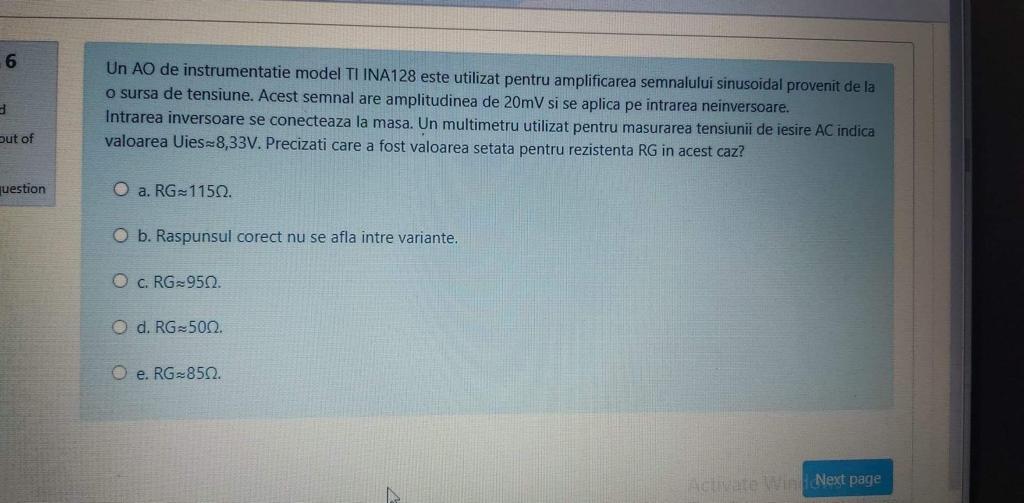 6
d
out of
question
Un AO de instrumentatie model TI INA128 este utilizat pentru amplificarea semnalului sinusoidal provenit de la
o sursa de tensiune. Acest semnal are amplitudinea de 20mV si se aplica pe intrarea neinversoare.
Intrarea inversoare se conecteaza la masa. Un multimetru utilizat pentru masurarea tensiunii de iesire AC indica
valoarea Uies≈8,33V. Precizati care a fost valoarea setata pentru rezistenta RG in acest caz?
a. RG≈115Ω.
b. Raspunsul corect nu se afla intre variante.
c. RG≈95Ω.
d. RG≈50Ω.
e. RG≈85Ω.
Activate Windows
Next page